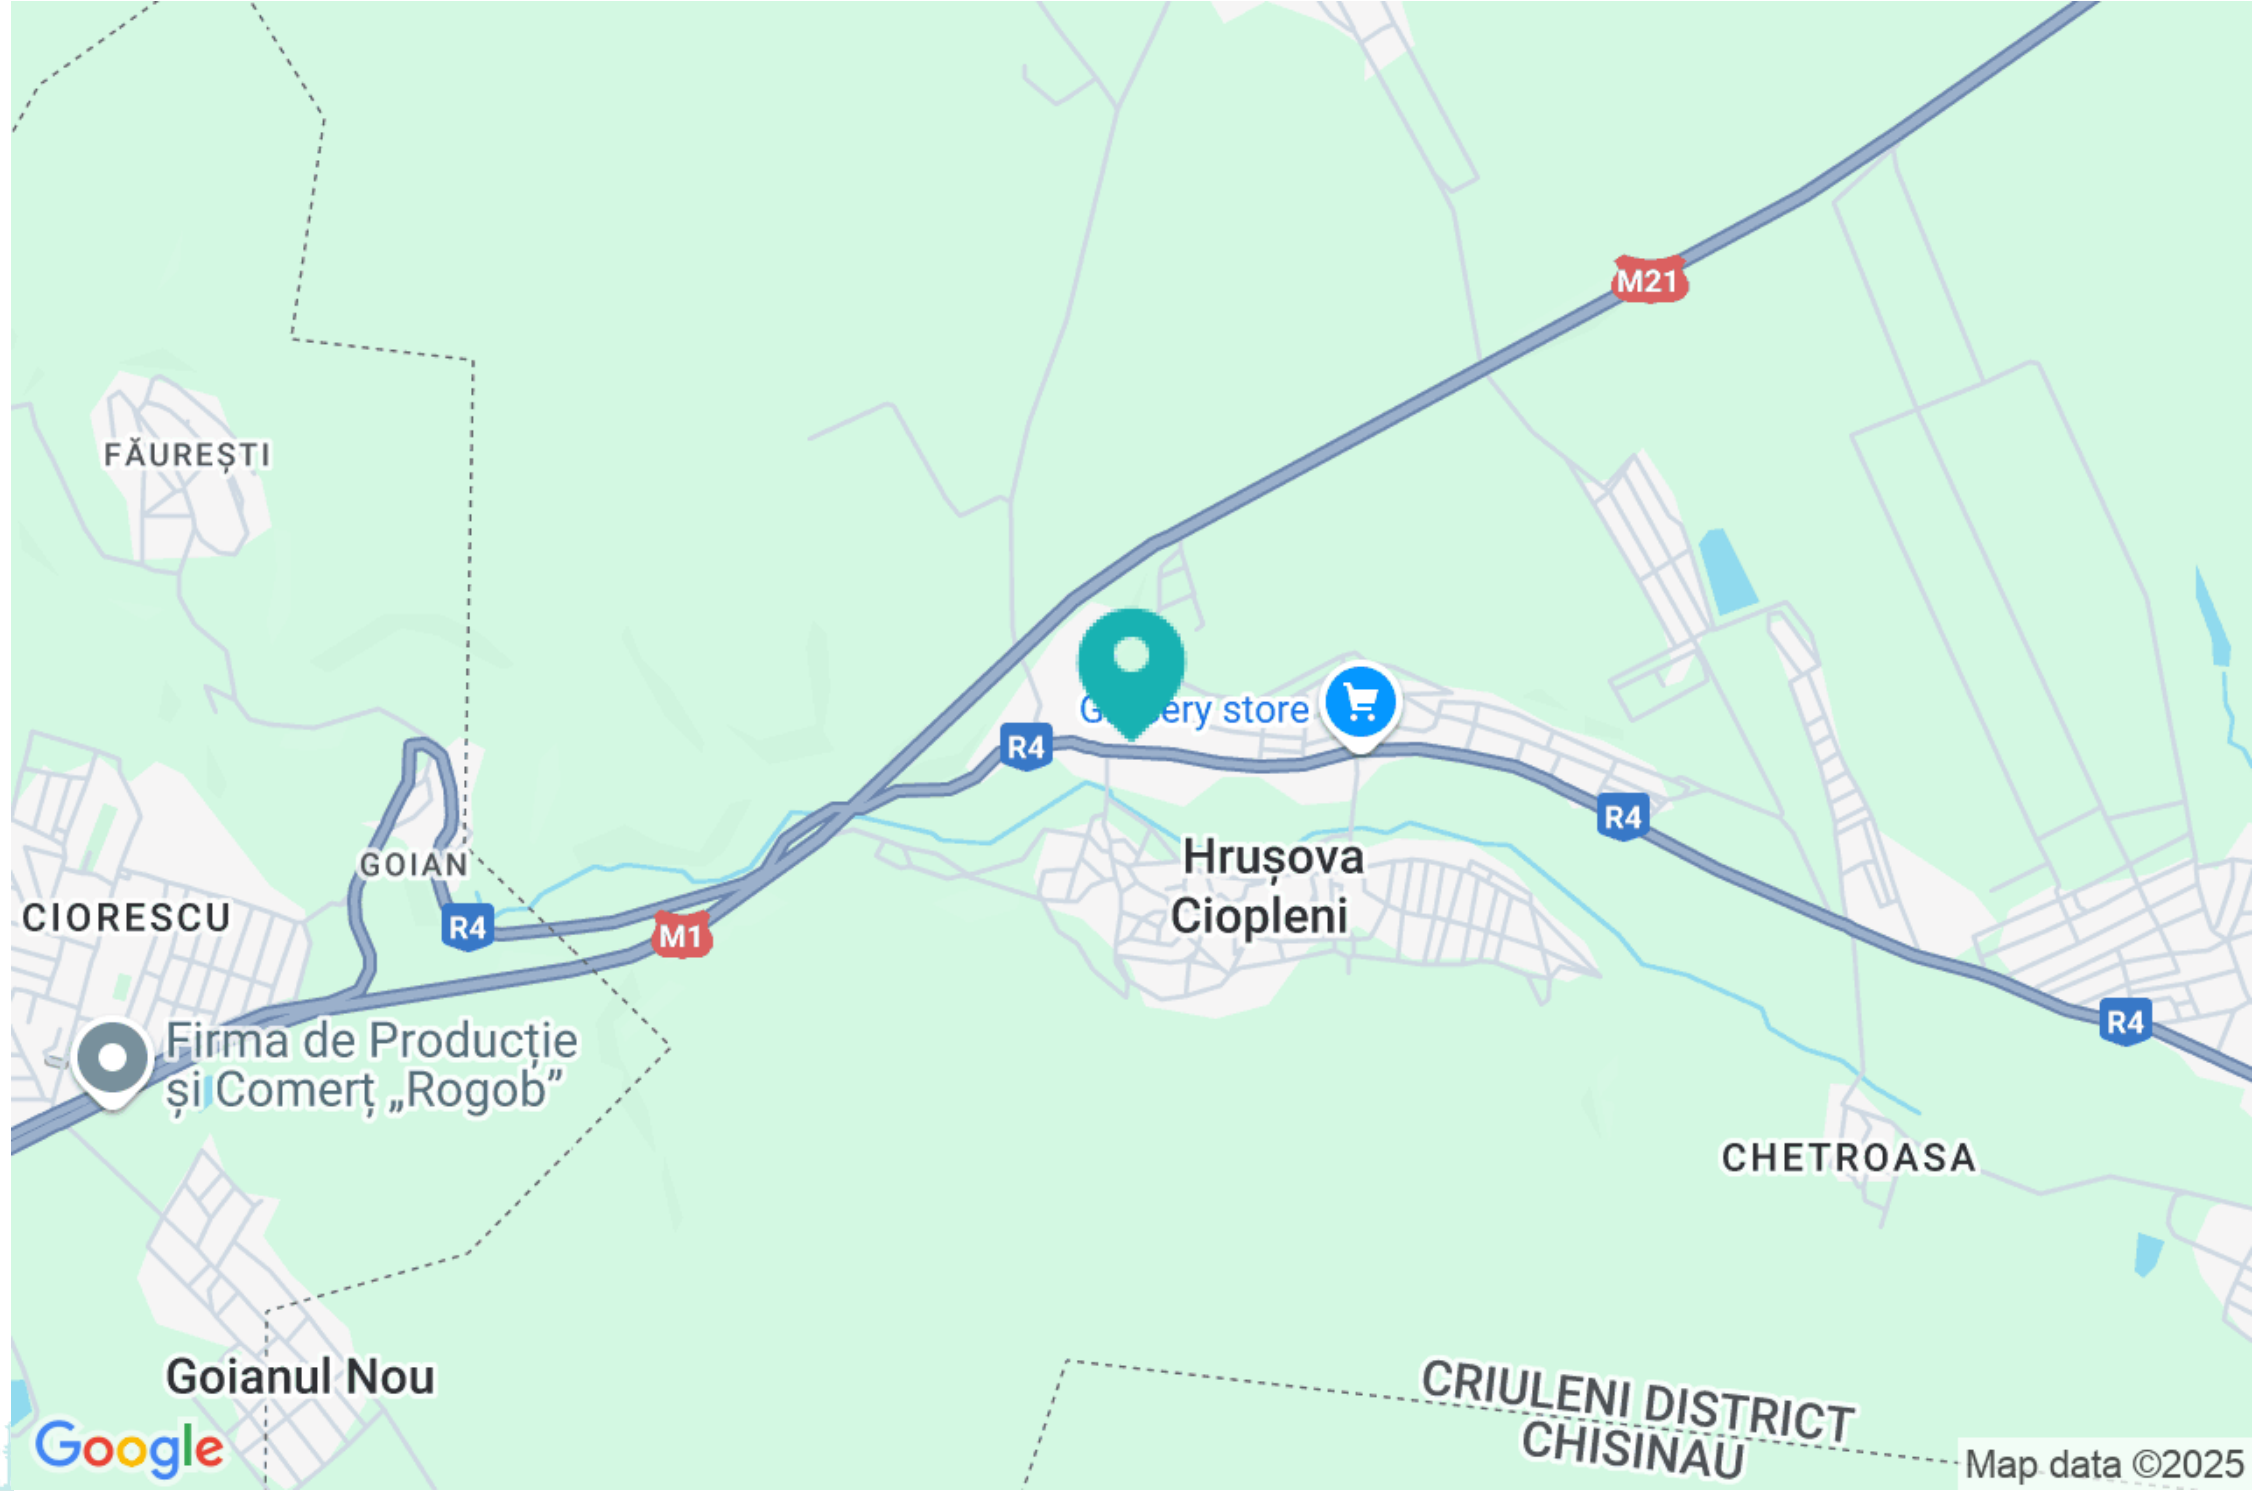 M21
FĂUREȘTI
store
R4
R4
Hrușova
Ciopleni
GOIAN
CIORESCU
R4
M1
R4
Firma de Producție
și Comerț „Rogob”
CHETROASA
Goianul Nou
CRIULENI DISTRICT
CHISINAU
Google
Map data ©2025